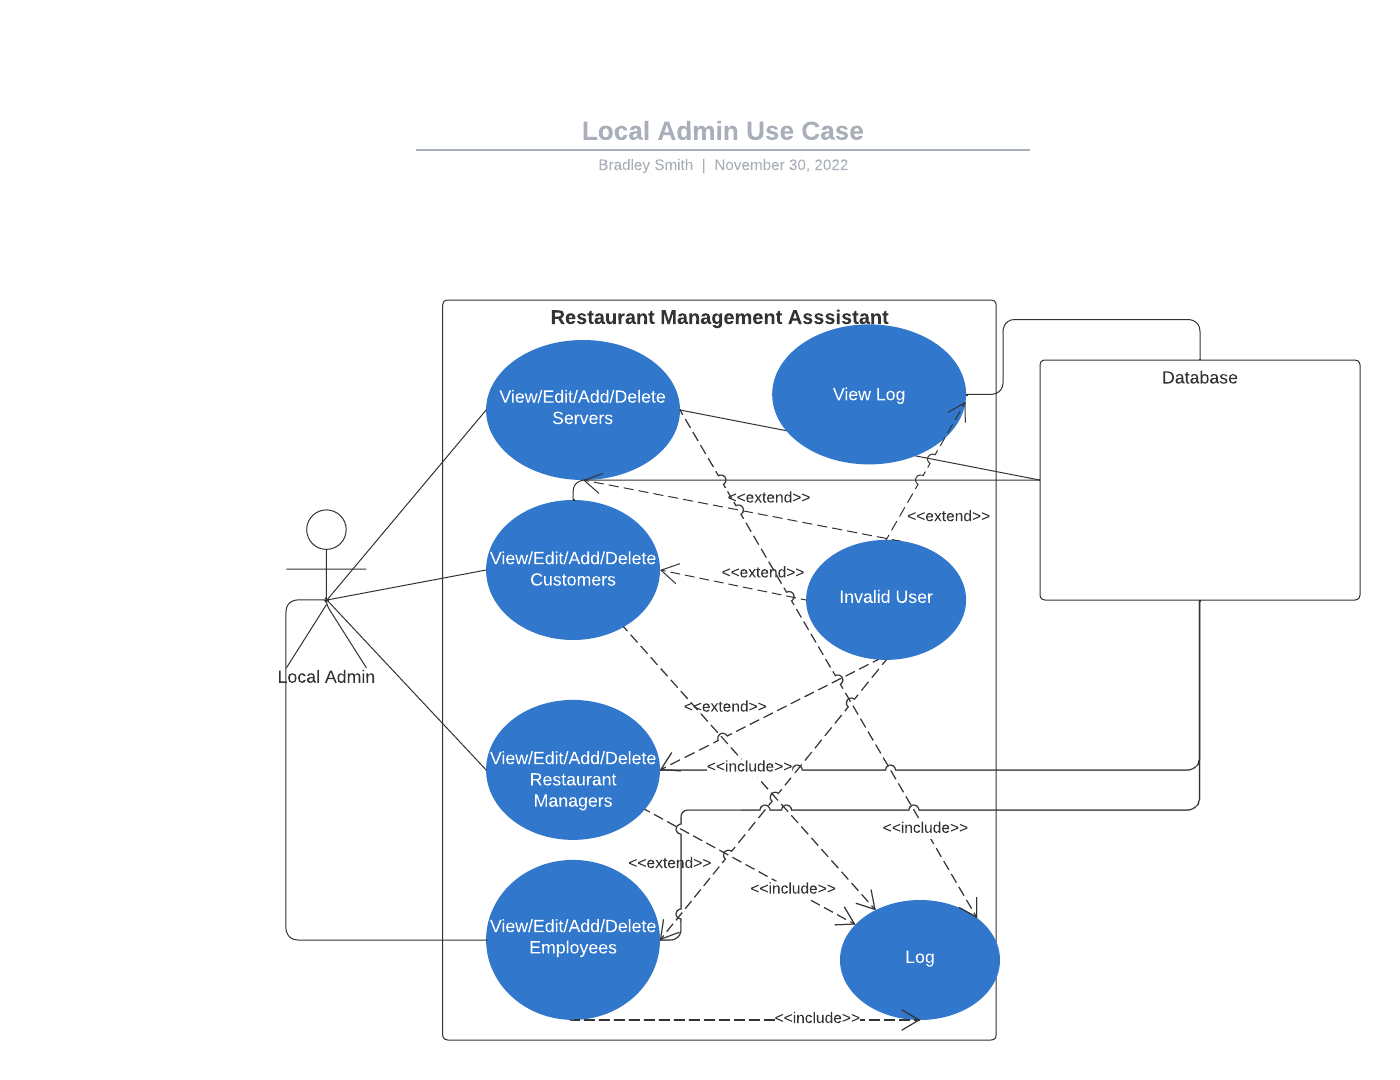 Local Admin Use Case
Bradley Smith | November 30, 2022
Restaurant Management Asssistant
View/Edit/Add/Delete
Servers
View Log
Database
<<extend>>
<<extend>>
View/Edit/Add/Delete
Customers
<<extend>>
Invalid User
Local Admin
<<extend>>
<<include>>
View/Edit/Add/Delete
Restaurant
Managers
<<include>>
<<extend>>
<<include>>
View/Edit/Add/Delete
Employees
Log
<<include>>